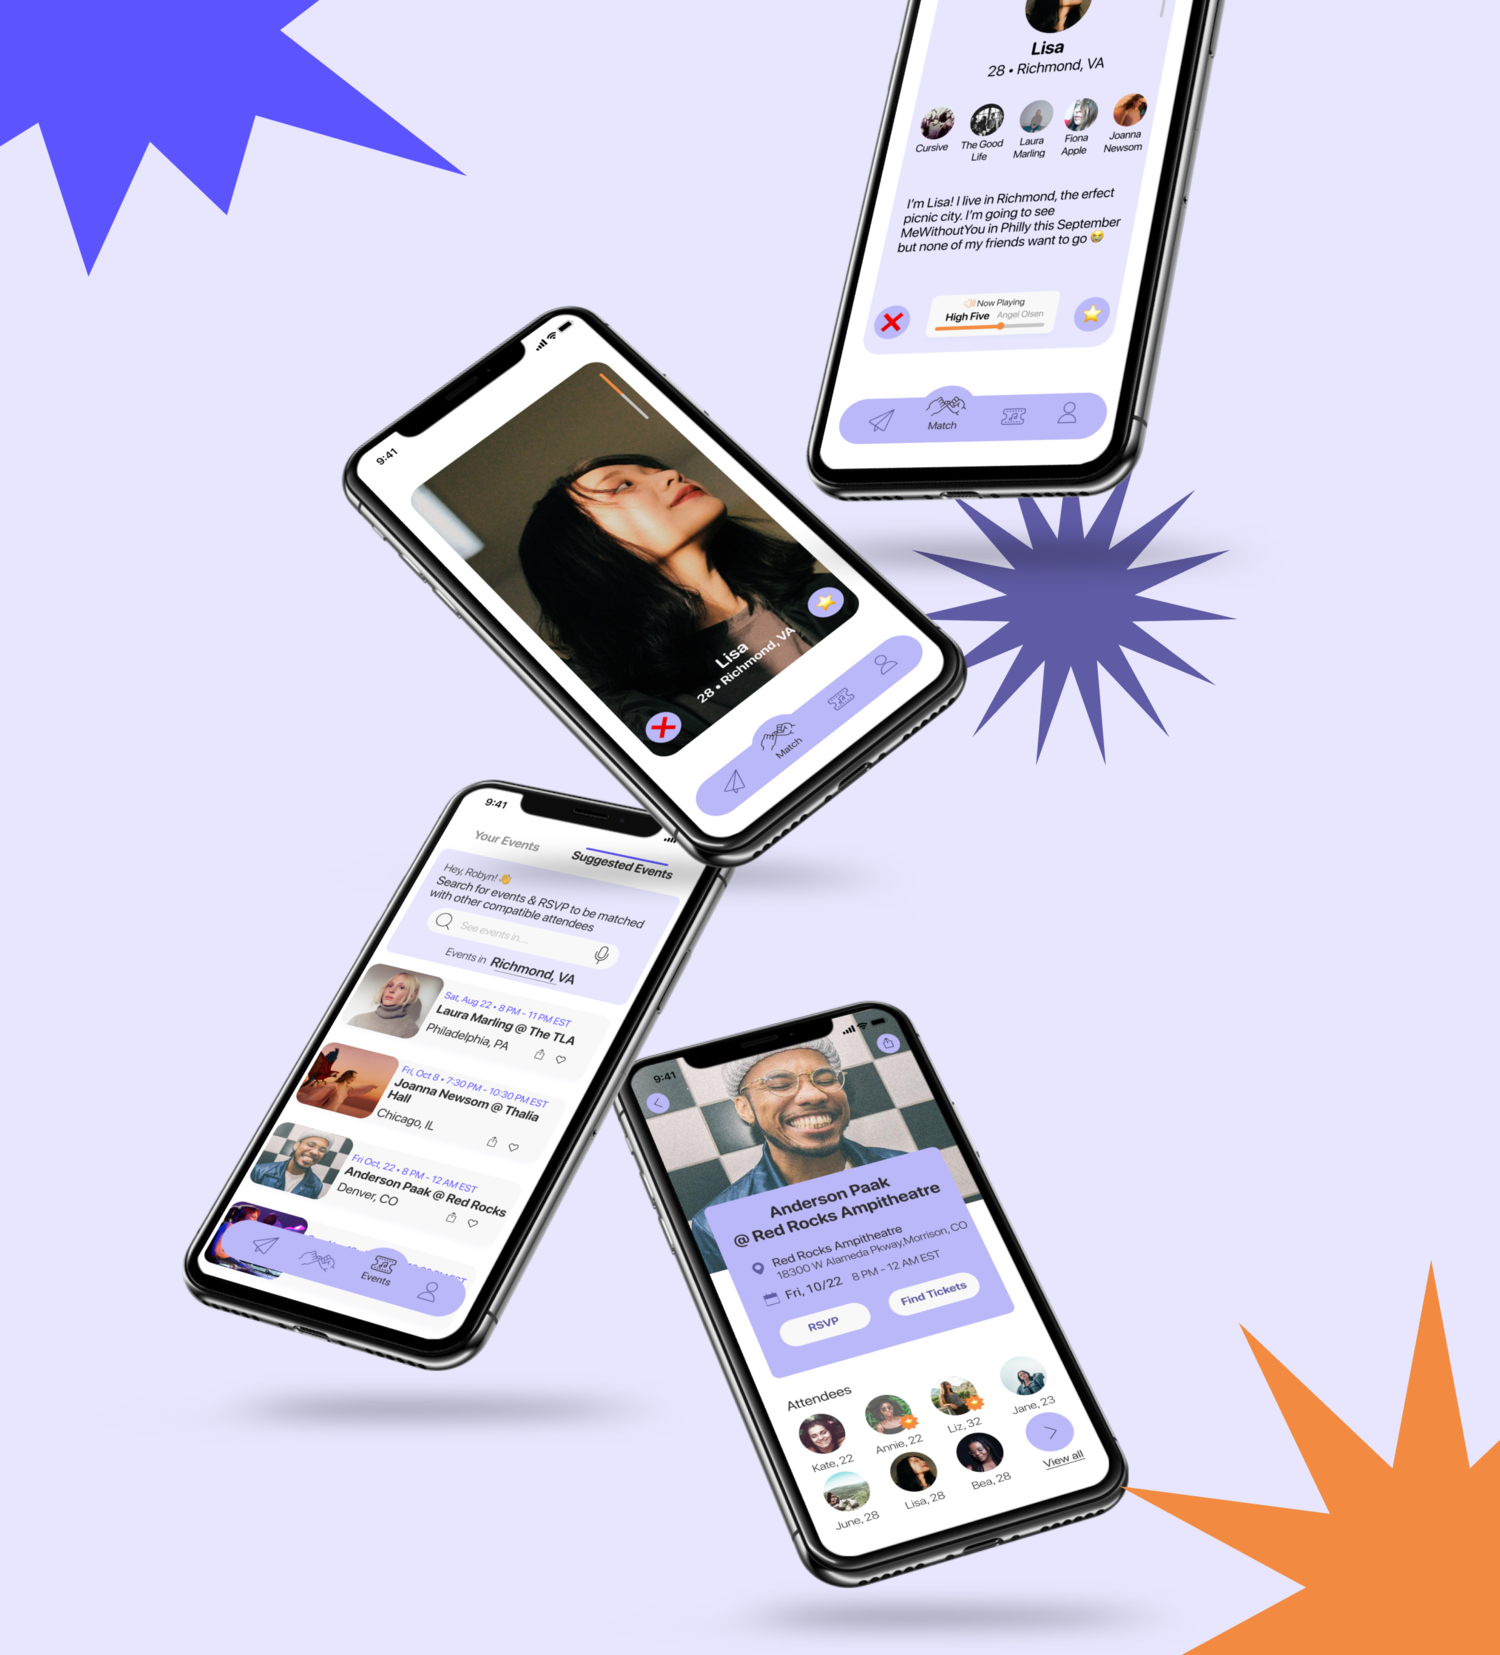 Lisa
28 • Richmond, VA
Cursive
The Good
Life
Laura
Marling
Fiona
Apple
Joanna
Newsom
I'm Lisa! I live in Richmond, the erfect
picnic city. I'm going to see
MeWithoutYou in Philly this September
but none of my friends want to go 😭
Now Playing
High Five Angel Olsen
Match
9:41
Lisa
28 • Richmond, VA
Match
9:41
Your Events
Suggested Events
Hey, Robyn! 👋
Search for events & RSVP to be matched
with other compatible attendees
See events in....
Events in Richmond, VA
Sat, Aug 22 • 8 PM - 11 PM EST
Laura Marling @ The TLA
Philadelphia, PA
Fri, Oct 8 • 7:30 PM - 10:30 PM EST
Joanna Newsom @ Thalia
Hall
Chicago, IL
Fri Oct, 22 • 8 PM - 12 AM EST
Anderson Paak @ Red Rocks
Denver, CO
Events
9:41
Anderson Paak
@ Red Rocks Ampitheatre
Red Rocks Ampitheatre
18300 W Alameda Pkway,Morrison, CO
Fri, 10/22 8 PM - 12 AM EST
RSVP
Find Tickets
Attendees
Kate, 22
Annie, 22
Liz, 32
Jane, 23
June, 28
Lisa, 28
Bea, 28
View all